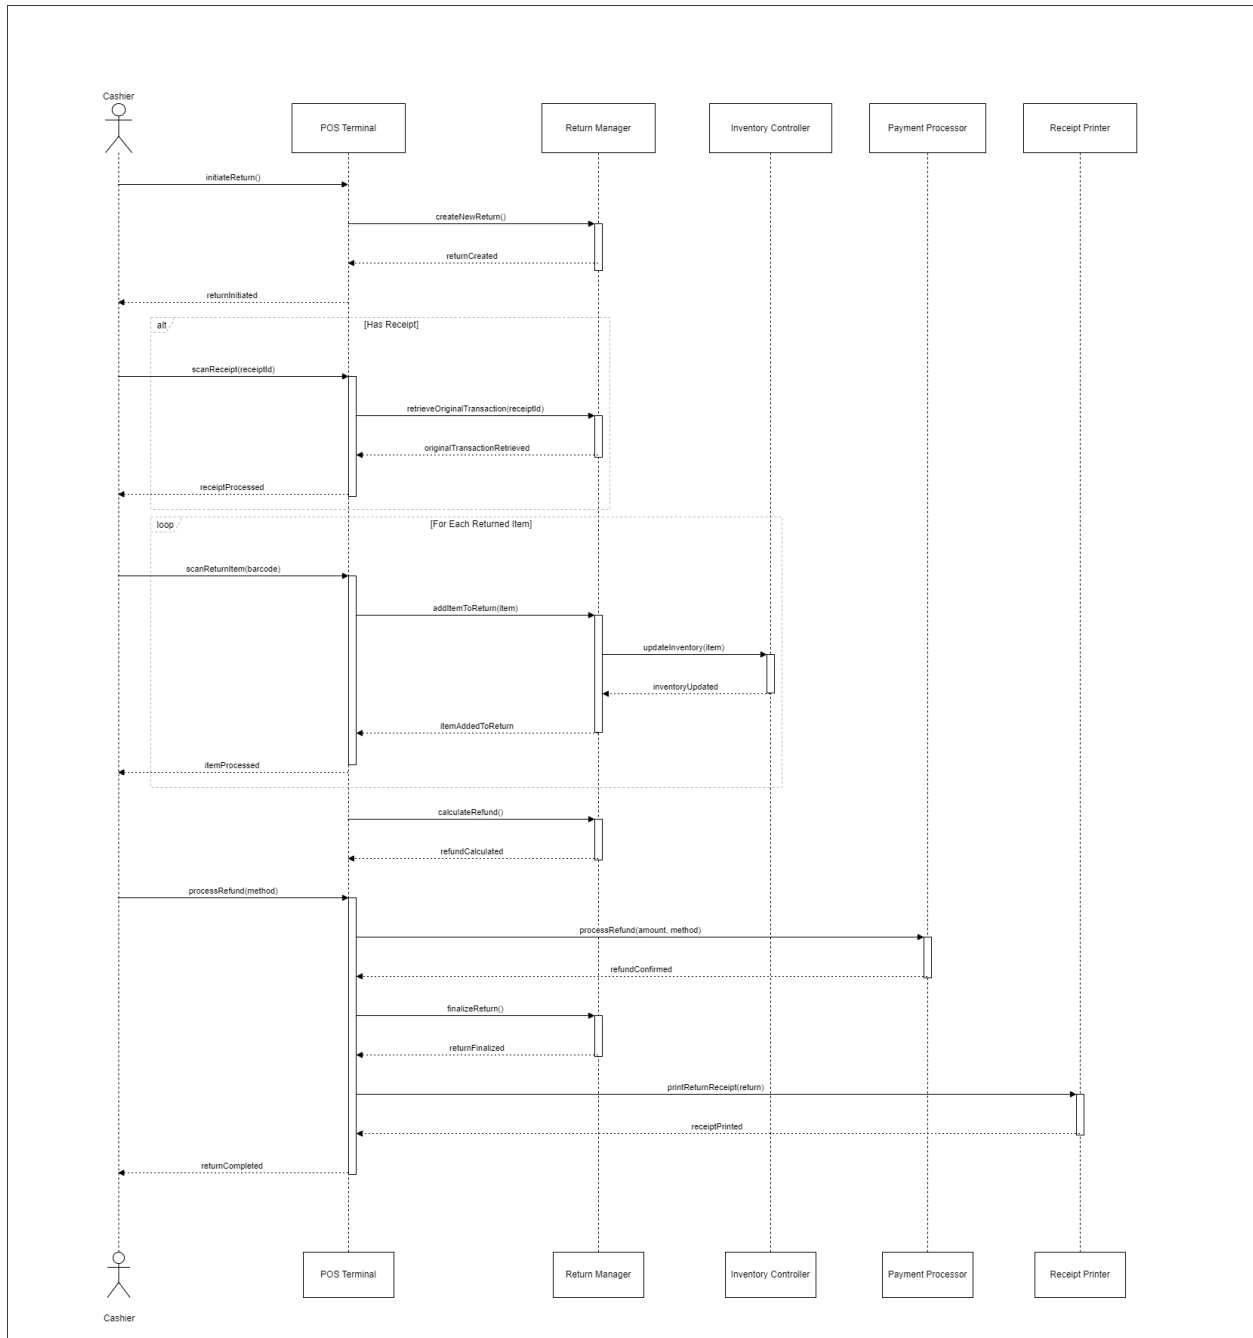 Cashier
POS Terminal
Return Manager
Inventory Controller
Payment Processor
Receipt Printer
initiateReturn()
createNewReturn()
returnCreated
returnInitiated
alt
[Has Receipt]
scanReceipt(receiptId)
retrieveOriginalTransaction(receiptId)
originalTransactionRetrieved
receiptProcessed
loop
[For Each Returned Item]
scanReturnItem(barcode)
addItemToReturn(item)
updateInventory(item)
inventoryUpdated
itemAddedToReturn
itemProcessed
calculateRefund()
refundCalculated
processRefund(method)
processRefund(amount, method)
refundConfirmed
finalizeReturn()
returnFinalized
printReturnReceipt(return)
receiptPrinted
returnCompleted
POS Terminal
Return Manager
Inventory Controller
Payment Processor
Receipt Printer
Cashier